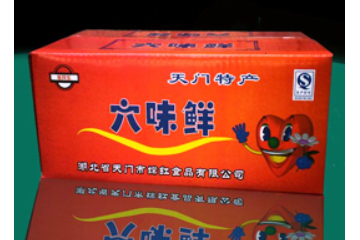 天门特产
六味鲜
湖北省天门市辉红食品有限公司